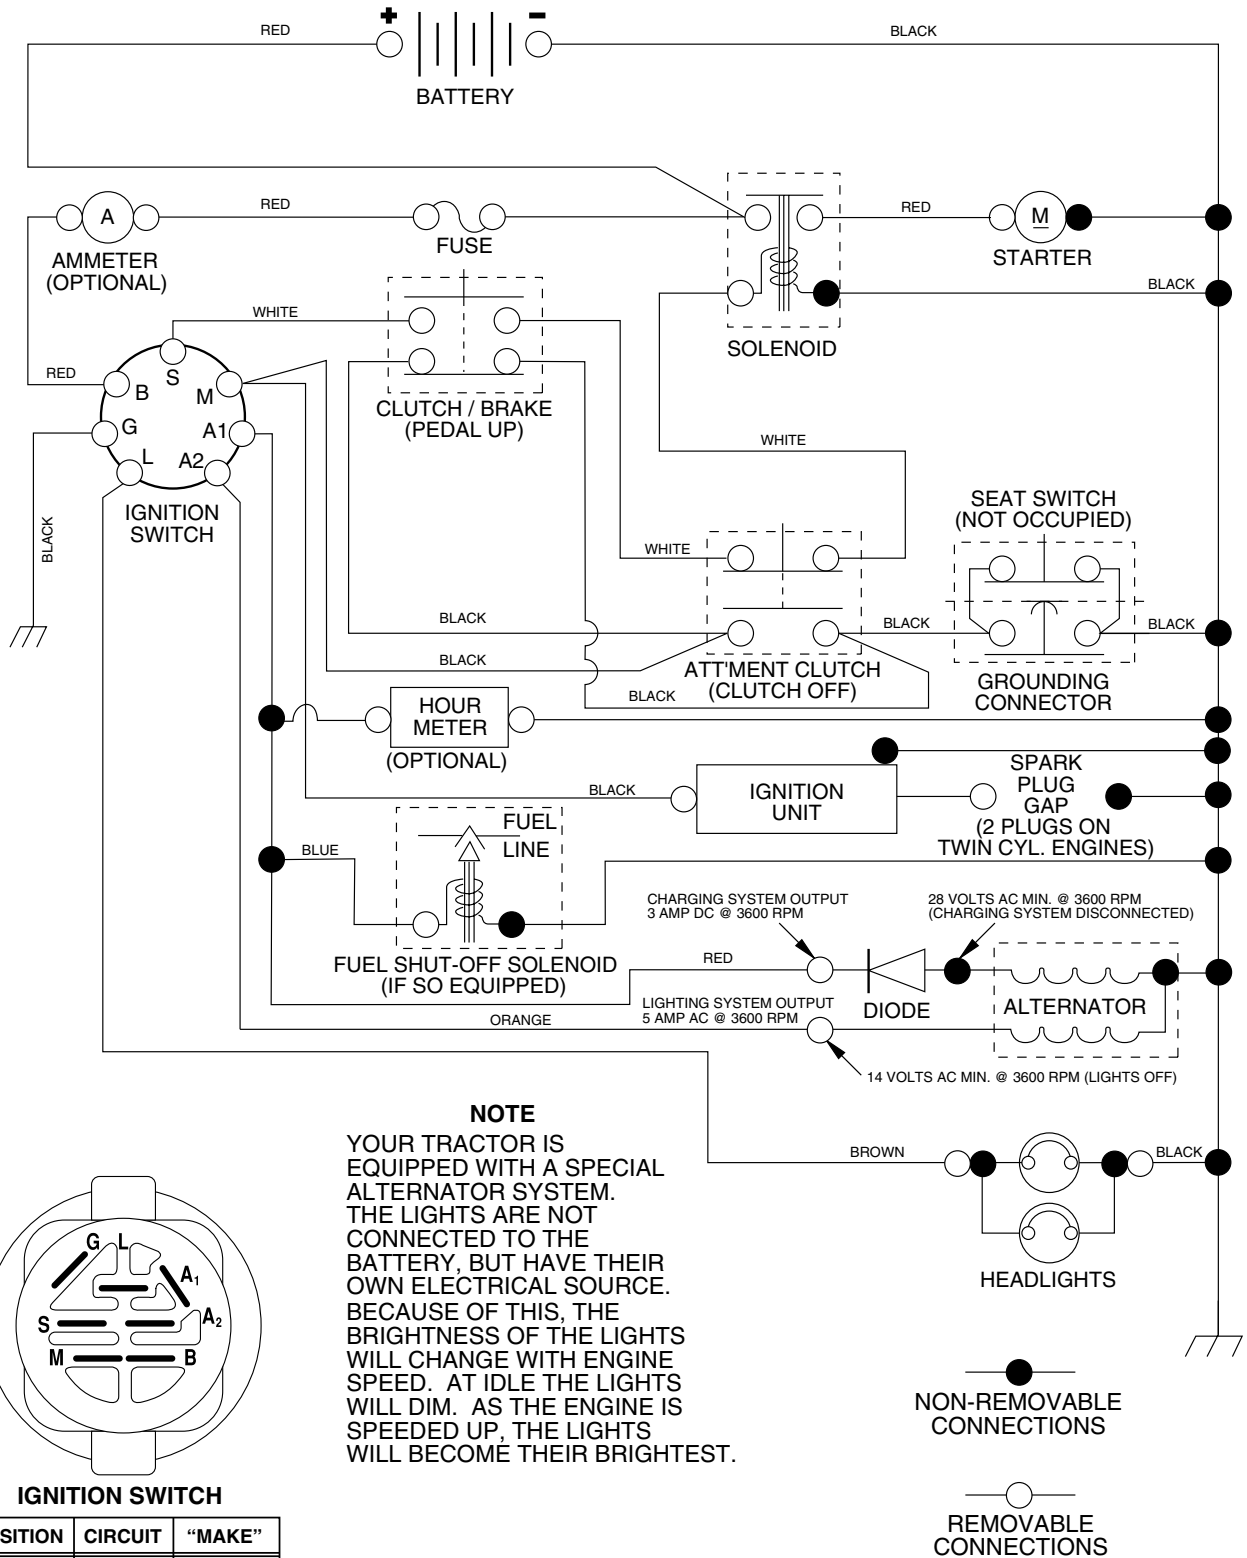 + −
RED
BLACK
BATTERY
A
RED
RED
M
AMMETER
(OPTIONAL)
FUSE
STARTER
WHITE
BLACK
SOLENOID
RED
S
B
M
G
A1
L
A2
CLUTCH / BRAKE
(PEDAL UP)
WHITE
IGNITION
SWITCH
BLACK
SEAT SWITCH
(NOT OCCUPIED)
WHITE
BLACK
BLACK
BLACK
BLACK
ATT'MENT CLUTCH
(CLUTCH OFF)
BLACK
GROUNDING
CONNECTOR
HOUR
METER
(OPTIONAL)
BLACK
IGNITION
UNIT
SPARK
PLUG
GAP
(2 PLUGS ON
TWIN CYL. ENGINES)
FUEL
LINE
BLUE
CHARGING SYSTEM OUTPUT
3 AMP DC @ 3600 RPM
28 VOLTS AC MIN. @ 3600 RPM
(CHARGING SYSTEM DISCONNECTED)
FUEL SHUT-OFF SOLENOID
(IF SO EQUIPPED)
RED
LIGHTING SYSTEM OUTPUT
5 AMP AC @ 3600 RPM
DIODE
ALTERNATOR
ORANGE
14 VOLTS AC MIN. @ 3600 RPM (LIGHTS OFF)
NOTE
YOUR TRACTOR IS
EQUIPPED WITH A SPECIAL
ALTERNATOR SYSTEM.
THE LIGHTS ARE NOT
CONNECTED TO THE
BATTERY, BUT HAVE THEIR
OWN ELECTRICAL SOURCE.
BECAUSE OF THIS, THE
BRIGHTNESS OF THE LIGHTS
WILL CHANGE WITH ENGINE
SPEED. AT IDLE THE LIGHTS
WILL DIM. AS THE ENGINE IS
SPEEDED UP, THE LIGHTS
WILL BECOME THEIR BRIGHTEST.
BROWN
BLACK
HEADLIGHTS
G L
A1
S
A2
M
B
IGNITION SWITCH
SITION CIRCUIT “MAKE”
NON-REMOVABLE
CONNECTIONS
REMOVABLE
CONNECTIONS